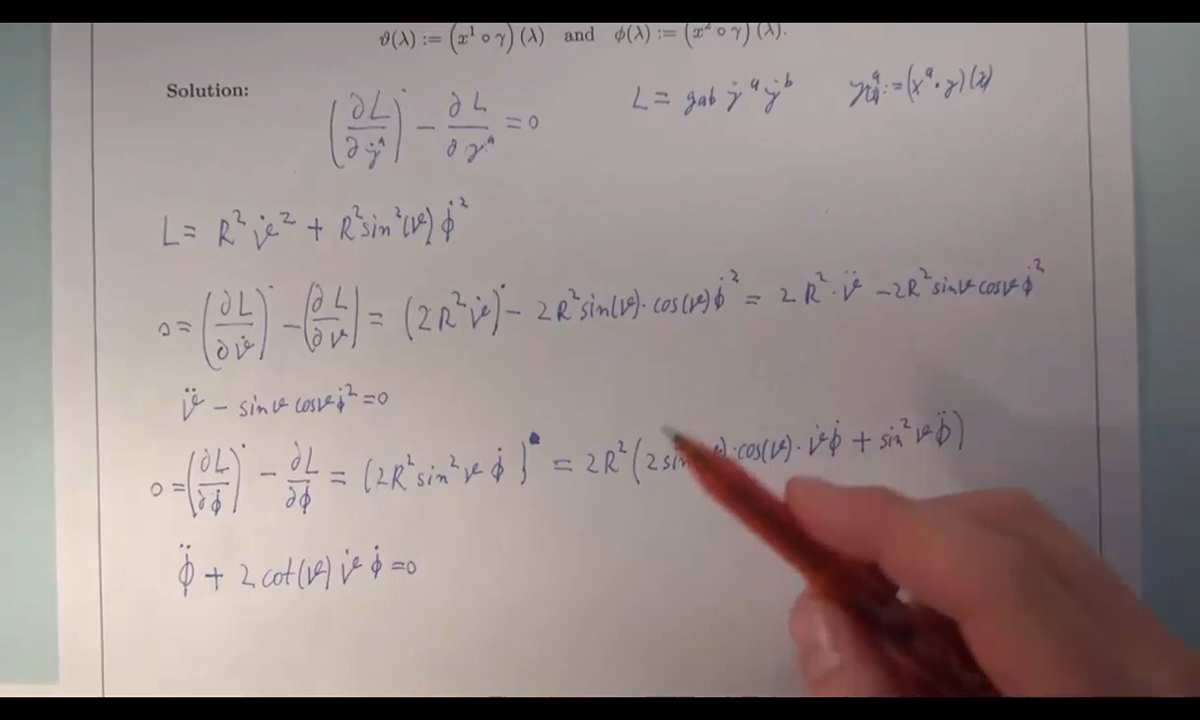 ϑ(λ) := (x¹ ∘ γ) (λ) and ϕ(λ) := (x² ∘ γ) (λ).
Solution:
(∂L/∂γ̇ᵃ)˙ − ∂L/∂γᵃ = 0 L = gab γ̇ᵃ γ̇ᵇ γᵃ(λ) := (xᵃ∘γ)(λ)
L = R² ϑ̇² + R² sin²(ϑ) ϕ̇²
0 = (∂L/∂ϑ̇)˙ − (∂L/∂ϑ) = (2R² ϑ̇)˙ − 2R² sin(ϑ)·cos(ϑ) ϕ̇² = 2R²·ϑ̈ − 2R² sinϑ cosϑ ϕ̇²
ϑ̈ − sinϑ cosϑ ϕ̇² = 0
0 = (∂L/∂ϕ̇)˙ − ∂L/∂ϕ = (2R² sin²ϑ ϕ̇)˙ = 2R² (2 sin(ϑ)·cos(ϑ)·ϑ̇ϕ̇ + sin²ϑ ϕ̈)
ϕ̈ + 2 cot(ϑ) ϑ̇ ϕ̇ = 0